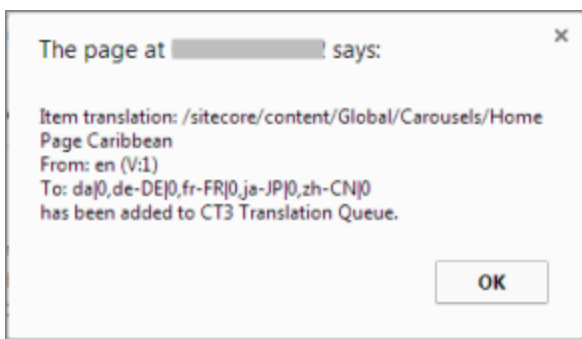 The page at says:
Item translation: /sitecore/content/Global/Carousels/Home
Page Caribbean
From: en (V:1)
To: da|0,de-DE|0,fr-FR|0,ja-JP|0,zh-CN|0
has been added to CT3 Translation Queue.
OK